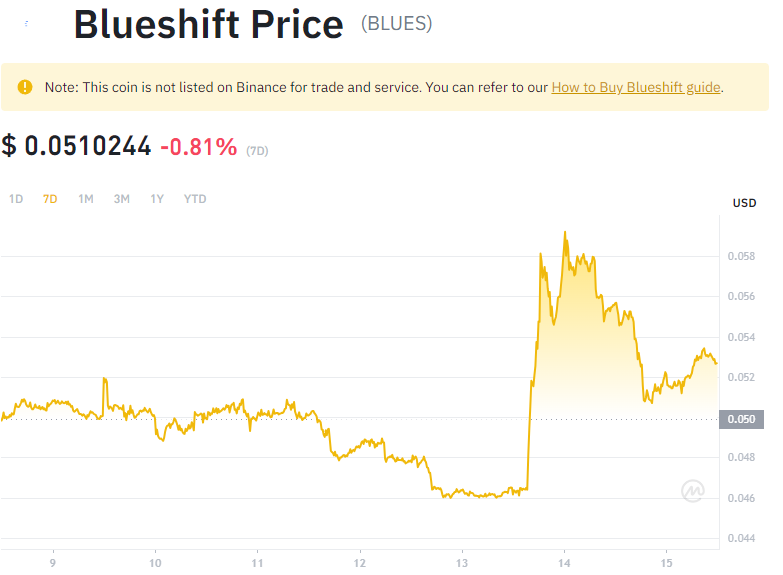 Blueshift Price (BLUES)
Note: This coin is not listed on Binance for trade and service. You can refer to our How to Buy Blueshift guide.
$ 0.0510244 -0.81% (7D)
1D 7D 1M 3M 1Y YTD
USD
0.058
0.056
0.054
0.052
0.050
0.048
0.046
0.044
9 10 11 12 13 14 15